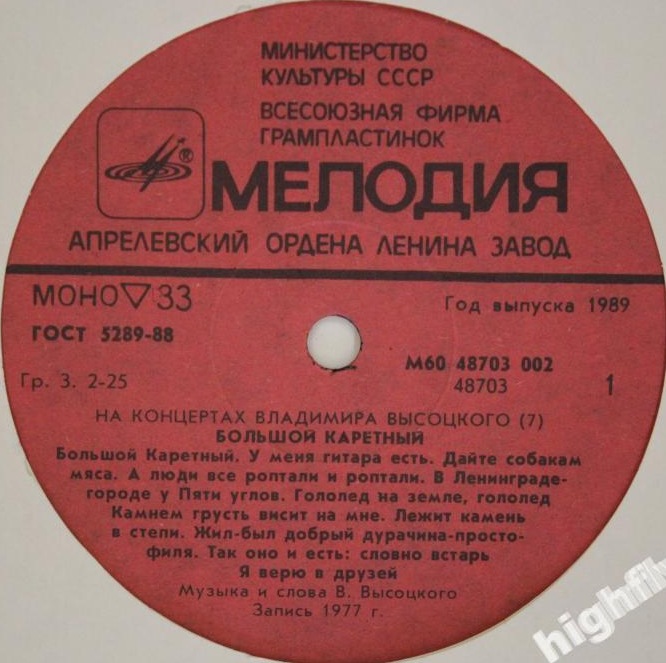 МИНИСТЕРСТВО
КУЛЬТУРЫ СССР
ВСЕСОЮЗНАЯ ФИРМА
ГРАМПЛАСТИНОК
®
МЕЛОДИЯ
АПРЕЛЕВСКИЙ ОРДЕНА ЛЕНИНА ЗАВОД
МОНО▽33
Год выпуска 1989
ГОСТ 5289-88
М60 48703 002
Гр. 3. 2-25
48703
1
НА КОНЦЕРТАХ ВЛАДИМИРА ВЫСОЦКОГО (7)
БОЛЬШОЙ КАРЕТНЫЙ
Большой Каретный. У меня гитара есть. Дайте собакам
мяса. А люди все роптали и роптали. В Ленинграде-
городе у Пяти углов. Гололед на земле, гололед
Камнем грусть висит на мне. Лежит камень
в степи. Жил-был добрый дурачина-просто-
филя. Так оно и есть: словно встарь
Я верю в друзей
Музыка и слова В. Высоцкого
Запись 1977 г.